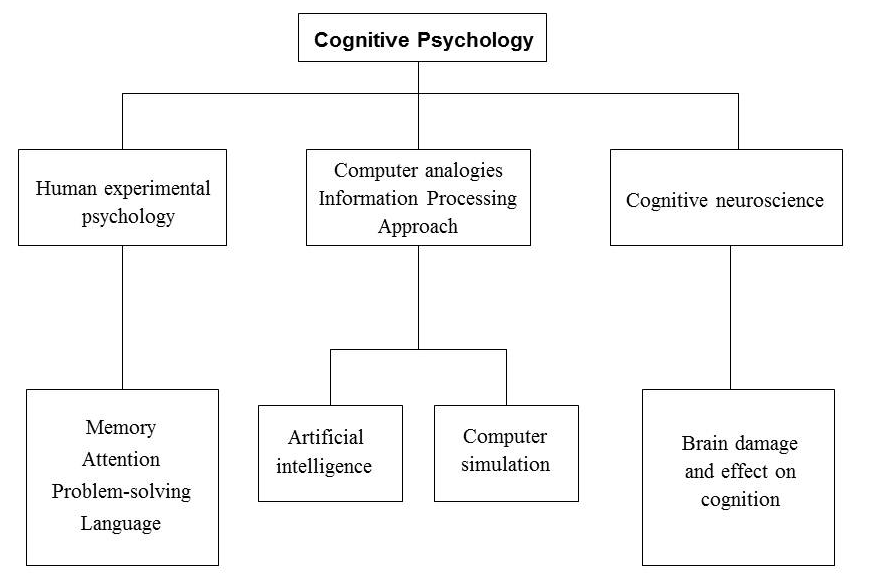 Cognitive Psychology
Human experimental
psychology
Computer analogies
Information Processing
Approach
Cognitive neuroscience
Memory
Attention
Problem-solving
Language
Artificial
intelligence
Computer
simulation
Brain damage
and effect on
cognition